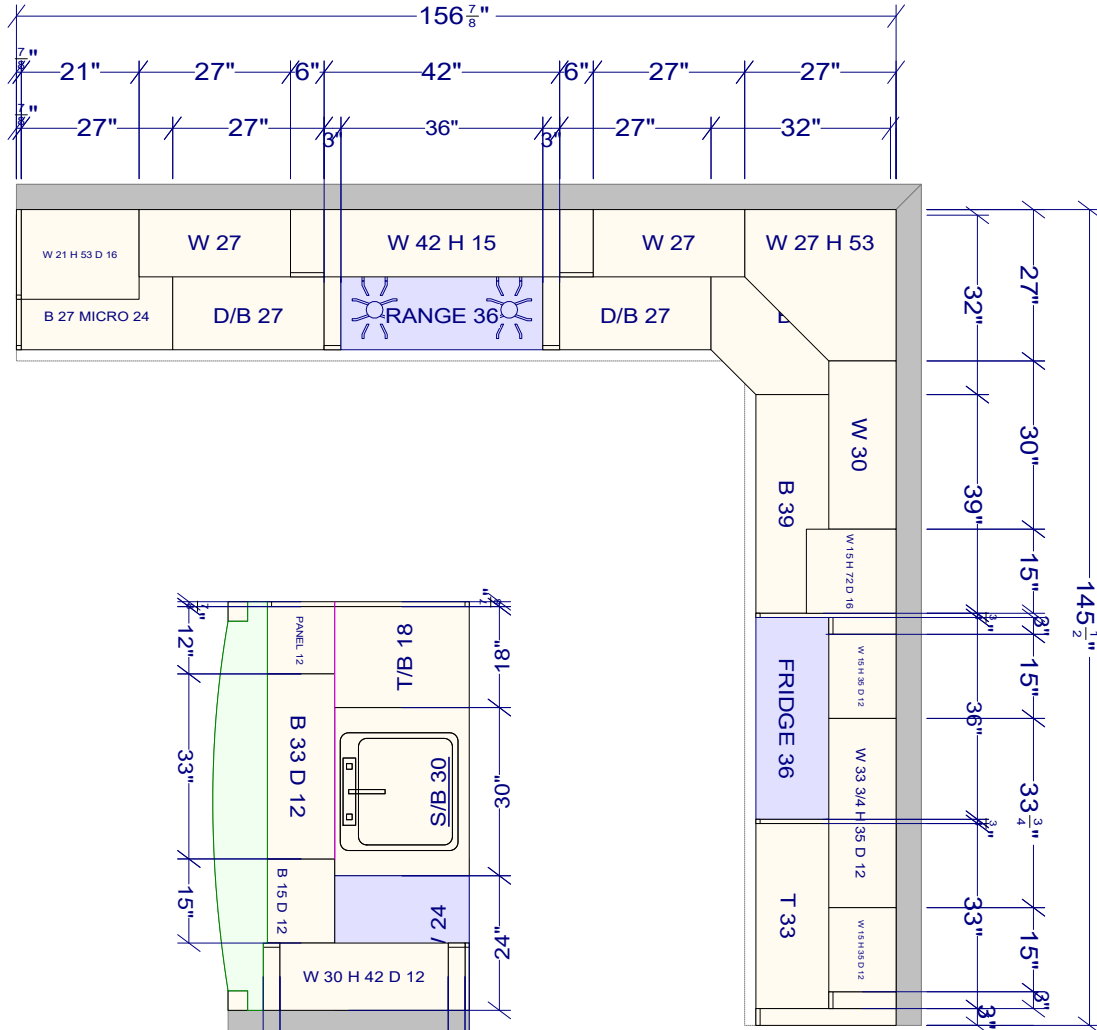 156 7/8"
7/8" 21" 27" 6" 42" 6" 27" 27"
7/8" 27" 27" 3" 36" 3" 27" 32"
W 21 H 53 D 16
W 27
W 42 H 15
W 27
W 27 H 53
B 27 MICRO 24
D/B 27
RANGE 36
D/B 27
W 30
B 39
W 15 H 72 D 16
FRIDGE 36
W 15 H 35 D 12
W 33 3/4 H 35 D 12
T 33
W 15 H 35 D 12
32"
39"
36"
33"
3"
27"
30"
15"
3"
15"
33 3/4"
15"
3"
145 1/2"
12"
33"
15"
PANEL 12
B 33 D 12
B 15 D 12
T/B 18
S/B 30
24
W 30 H 42 D 12
18"
30"
24"